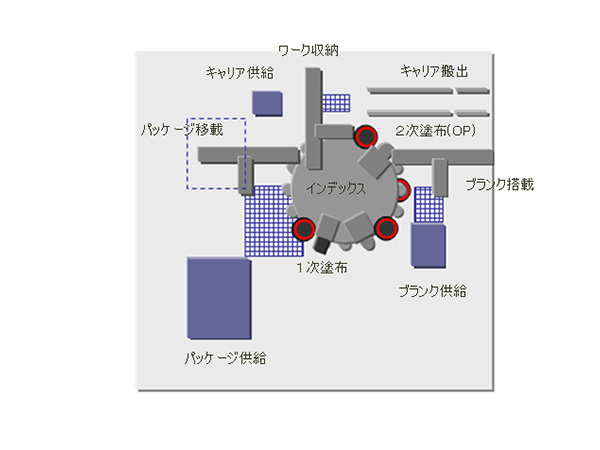 ワーク収納
キャリア供給
キャリア搬出
パッケージ移載
2次塗布(OP)
インデックス
ブランク搭載
1次塗布
ブランク供給
パッケージ供給